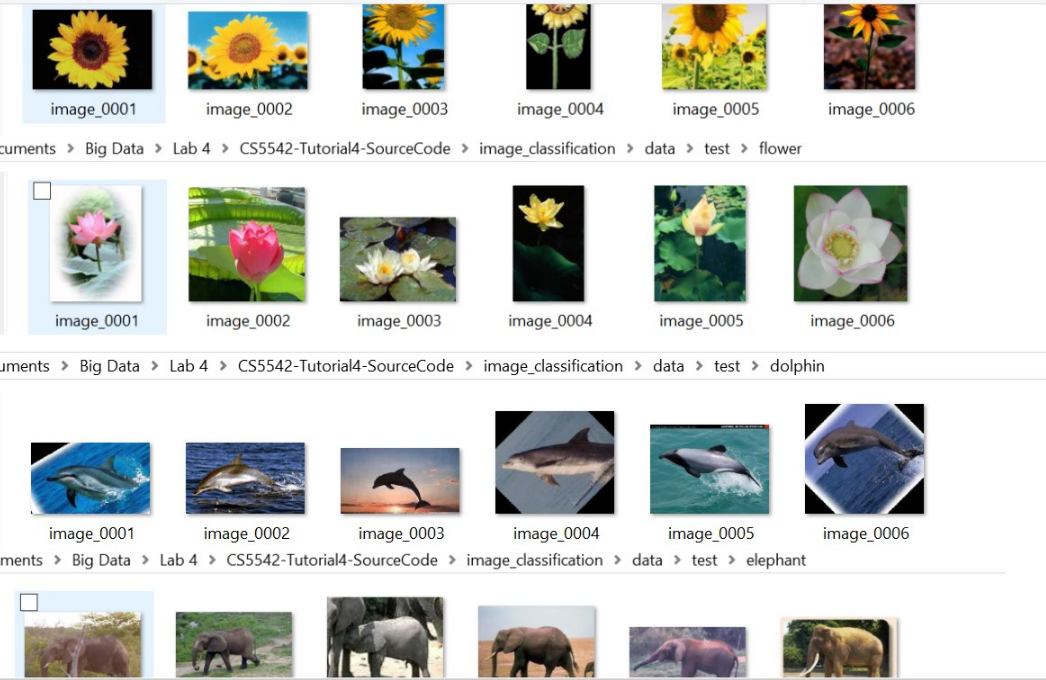 image_0001 image_0002 image_0003 image_0004 image_0005 image_0006
cuments > Big Data > Lab 4 > CS5542-Tutorial4-SourceCode > image_classification > data > test > flower
image_0001 image_0002 image_0003 image_0004 image_0005 image_0006
uments > Big Data > Lab 4 > CS5542-Tutorial4-SourceCode > image_classification > data > test > dolphin
image_0001 image_0002 image_0003 image_0004 image_0005 image_0006
ments > Big Data > Lab 4 > CS5542-Tutorial4-SourceCode > image_classification > data > test > elephant